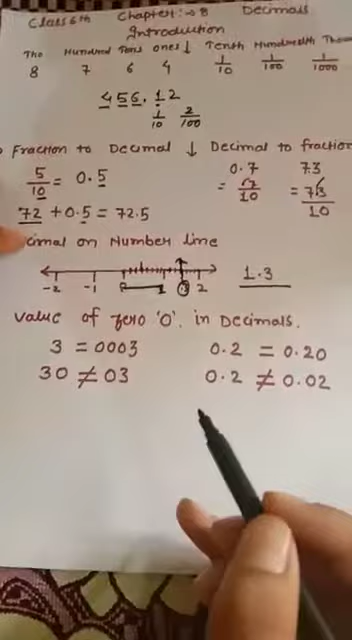 Class 6th Chapter :→ 8 Decimals
Introduction
Tho Hundred Tens ones ↓ Tenth Hundredth Thou
8 7 6 4 1/10 1/100 1/1000
456.12
1/10 2/100
Fraction to Decimal ↓ Decimal to fraction
5/10 = 0.5 0.7 7.3
72 + 0.5 = 72.5 = 7/10 = 73/10
cimal on Number line
-2 -1 0 1 2 1.3
Value of zero '0' in Decimals.
3 = 0003 0.2 = 0.20
30 ≠ 03 0.2 ≠ 0.02